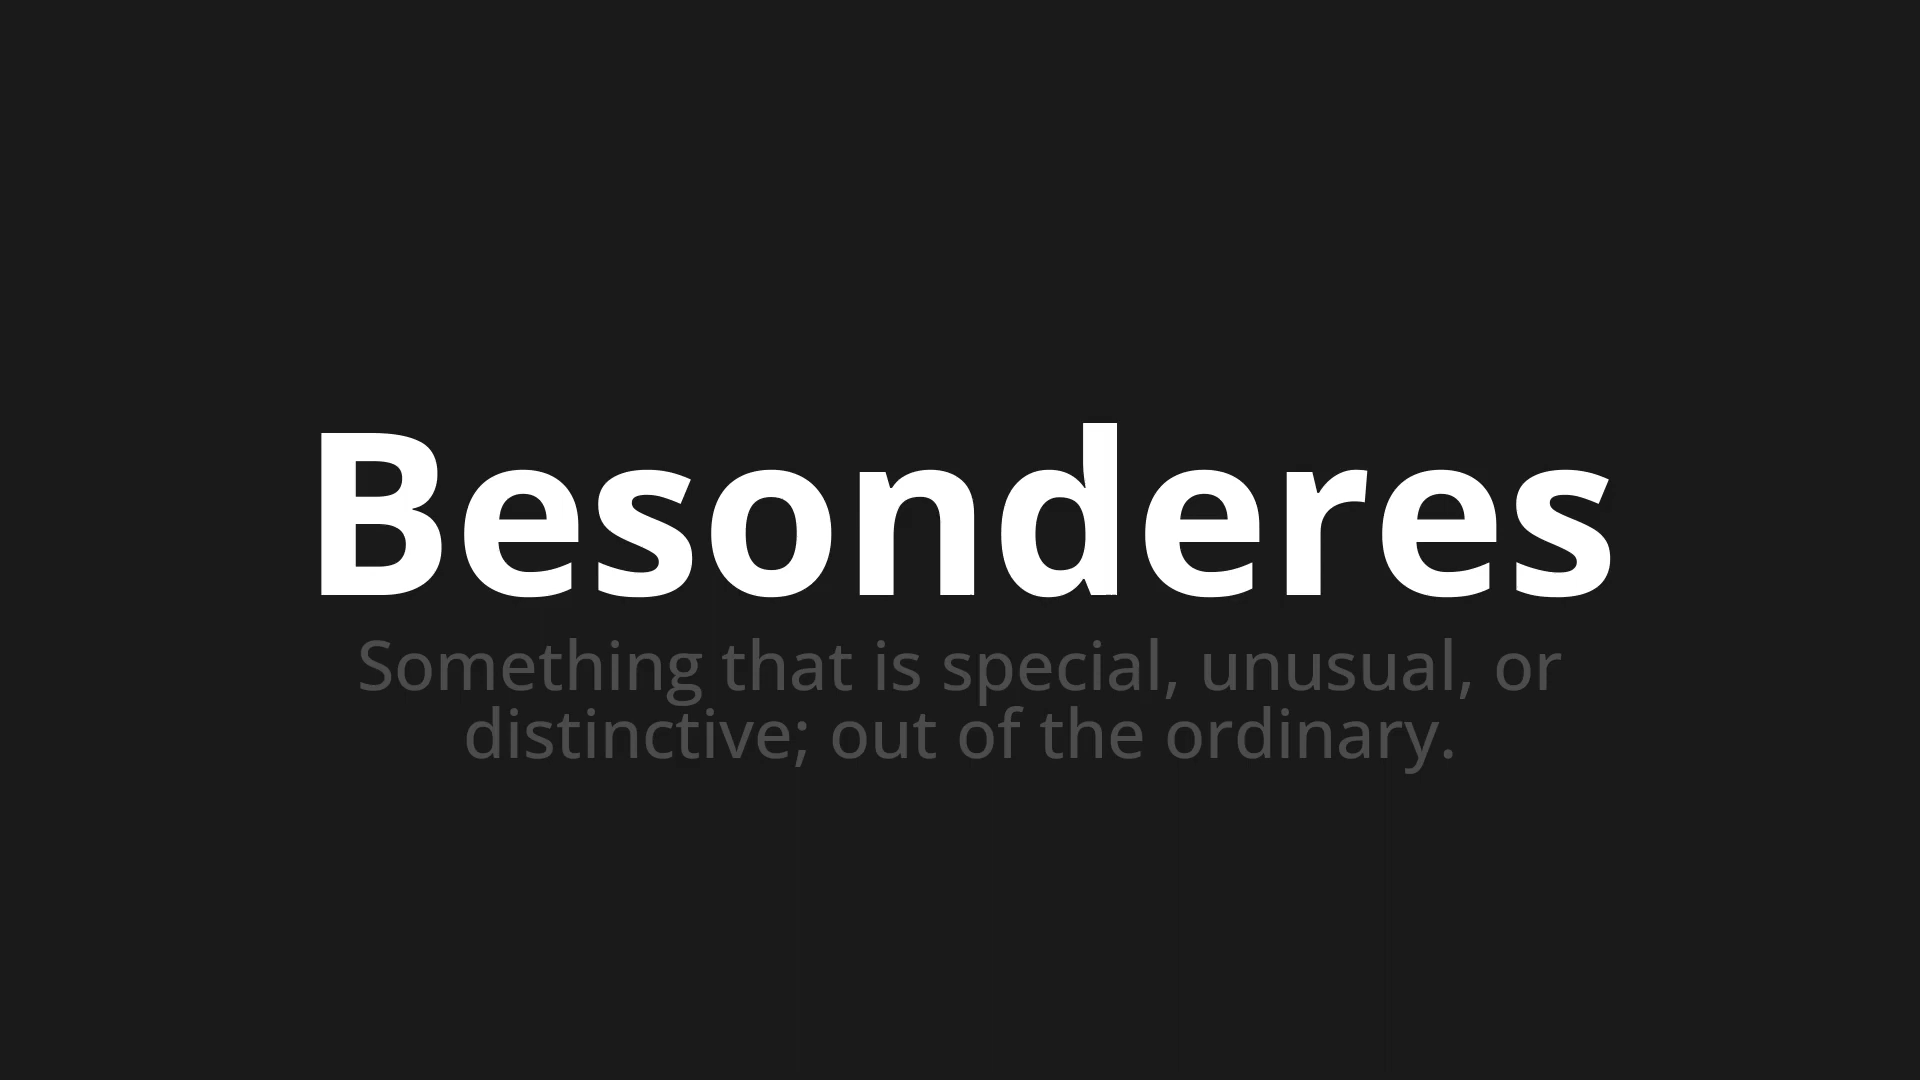 Besonderes
Something that is special, unusual, or
distinctive; out of the ordinary.